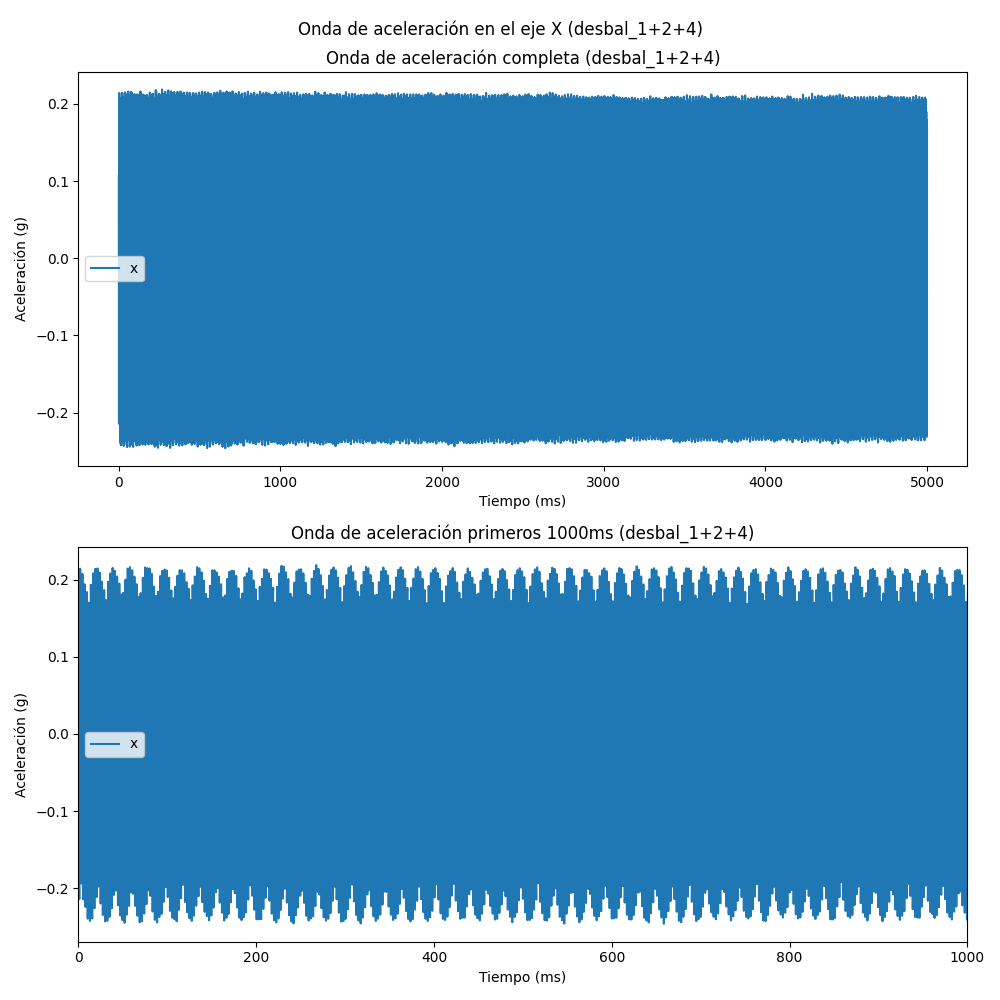 Onda de aceleración en el eje X (desbal_1+2+4)
Onda de aceleración completa (desbal_1+2+4)
0.2
0.1
0.0
−0.1
−0.2
Aceleración (g)
x
0 1000 2000 3000 4000 5000
Tiempo (ms)
Onda de aceleración primeros 1000ms (desbal_1+2+4)
0.2
0.1
0.0
−0.1
−0.2
Aceleración (g)
x
0 200 400 600 800 1000
Tiempo (ms)